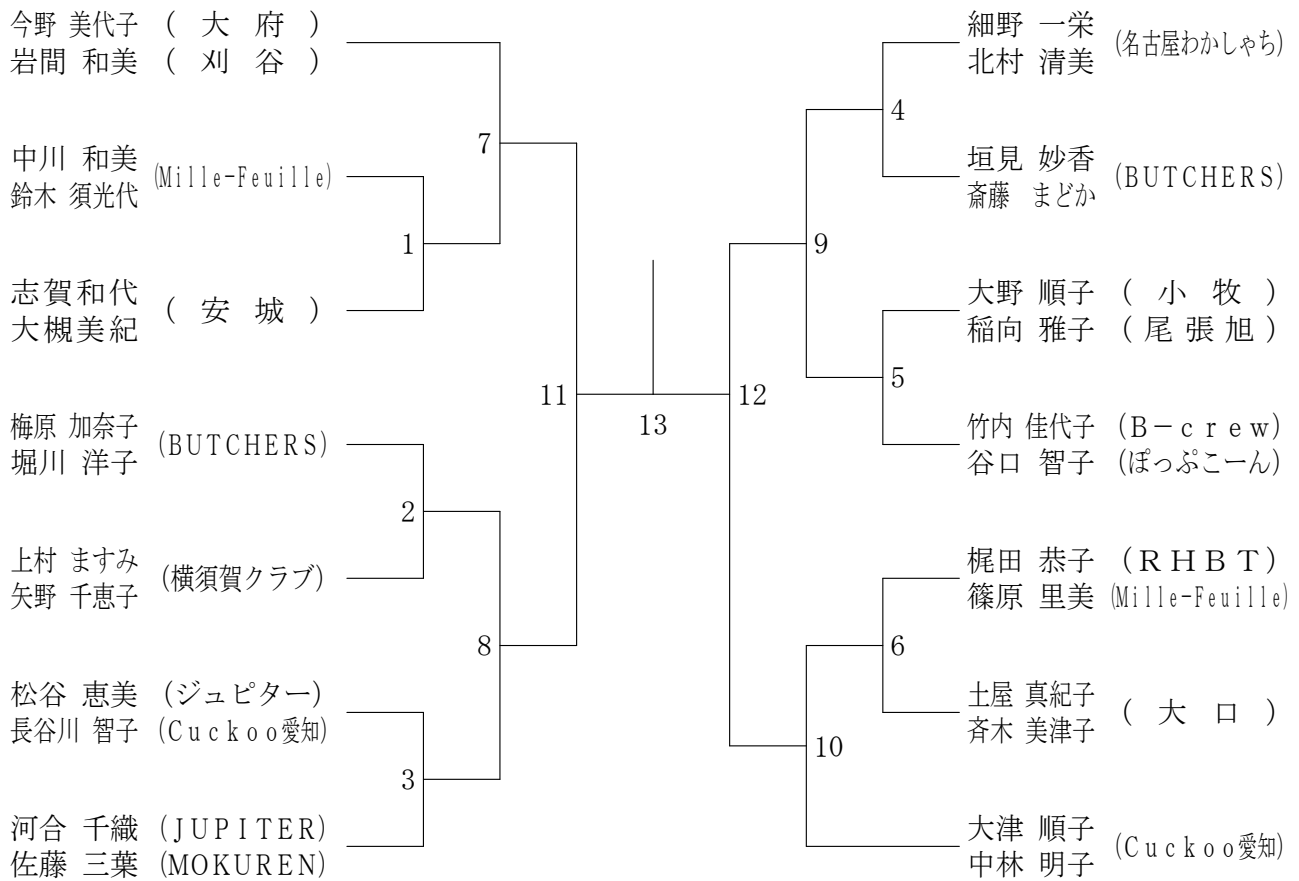 今野 美代子 ( 大 府 )
岩間 和美 ( 刈 谷 )
中川 和美 (Mille-Feuille)
鈴木 須光代
志賀和代 ( 安 城 )
大槻美紀
梅原 加奈子 (BUTCHERS)
堀川 洋子
上村 ますみ (横須賀クラブ)
矢野 千恵子
松谷 恵美 (ジュピター)
長谷川 智子 (Cuckoo愛知)
河合 千織 (JUPITER)
佐藤 三葉 (MOKUREN)
7
1
2
8
3
11
13
12
4
9
5
6
10
細野 一栄 (名古屋わかしゃち)
北村 清美
垣見 妙香 (BUTCHERS)
斎藤 まどか
大野 順子 ( 小 牧 )
稲向 雅子 ( 尾 張 旭 )
竹内 佳代子 (B－crew)
谷口 智子 (ぽっぷこーん)
梶田 恭子 (RHBT)
篠原 里美 (Mille-Feuille)
土屋 真紀子 ( 大 口 )
斉木 美津子
大津 順子 (Cuckoo愛知)
中林 明子